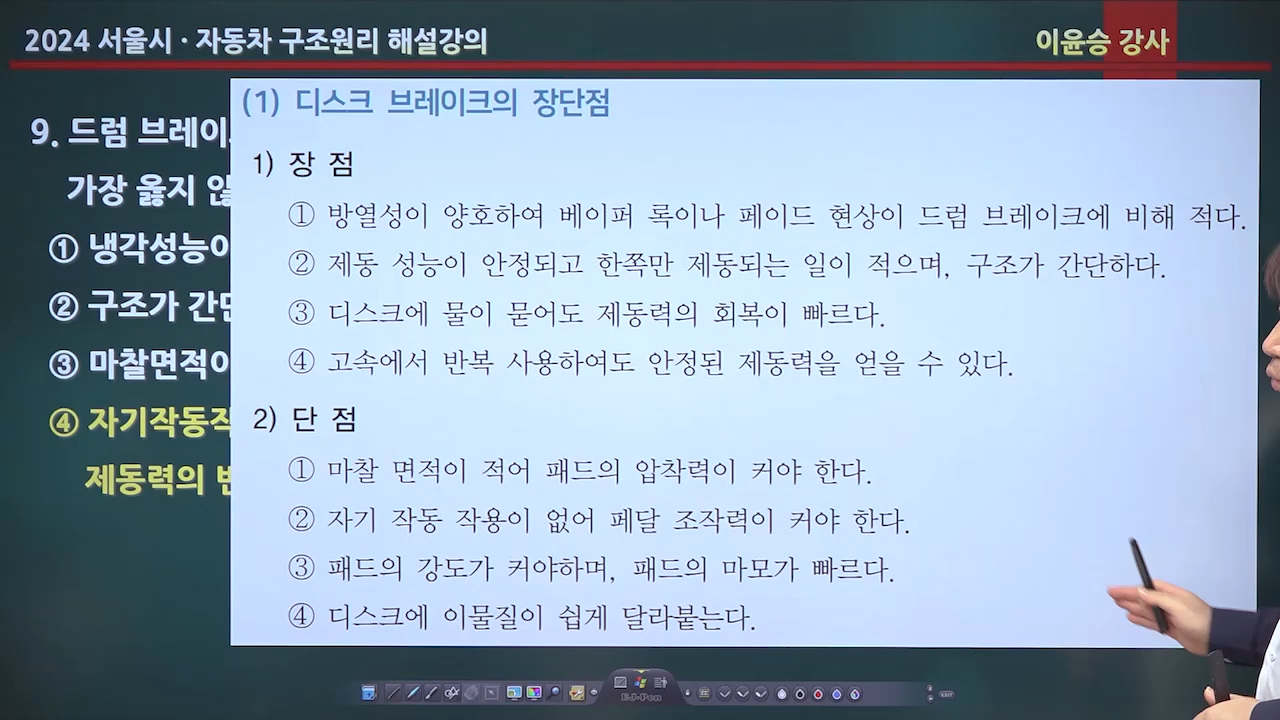 2024 서울시 · 자동차 구조원리 해설강의
이윤승 강사
9. 드럼 브레이
가장 옳지 않
① 냉각성능이
② 구조가 간단
③ 마찰면적이
④ 자기작동작
제동력의
(1) 디스크 브레이크의 장단점
1) 장 점
① 방열성이 양호하여 베이퍼 록이나 페이드 현상이 드럼 브레이크에 비해 적다.
② 제동 성능이 안정되고 한쪽만 제동되는 일이 적으며, 구조가 간단하다.
③ 디스크에 물이 묻어도 제동력의 회복이 빠르다.
④ 고속에서 반복 사용하여도 안정된 제동력을 얻을 수 있다.
2) 단 점
① 마찰 면적이 적어 패드의 압착력이 커야 한다.
② 자기 작동 작용이 없어 페달 조작력이 커야 한다.
③ 패드의 강도가 커야하며, 패드의 마모가 빠르다.
④ 디스크에 이물질이 쉽게 달라붙는다.
EJ-Pen
EXIT